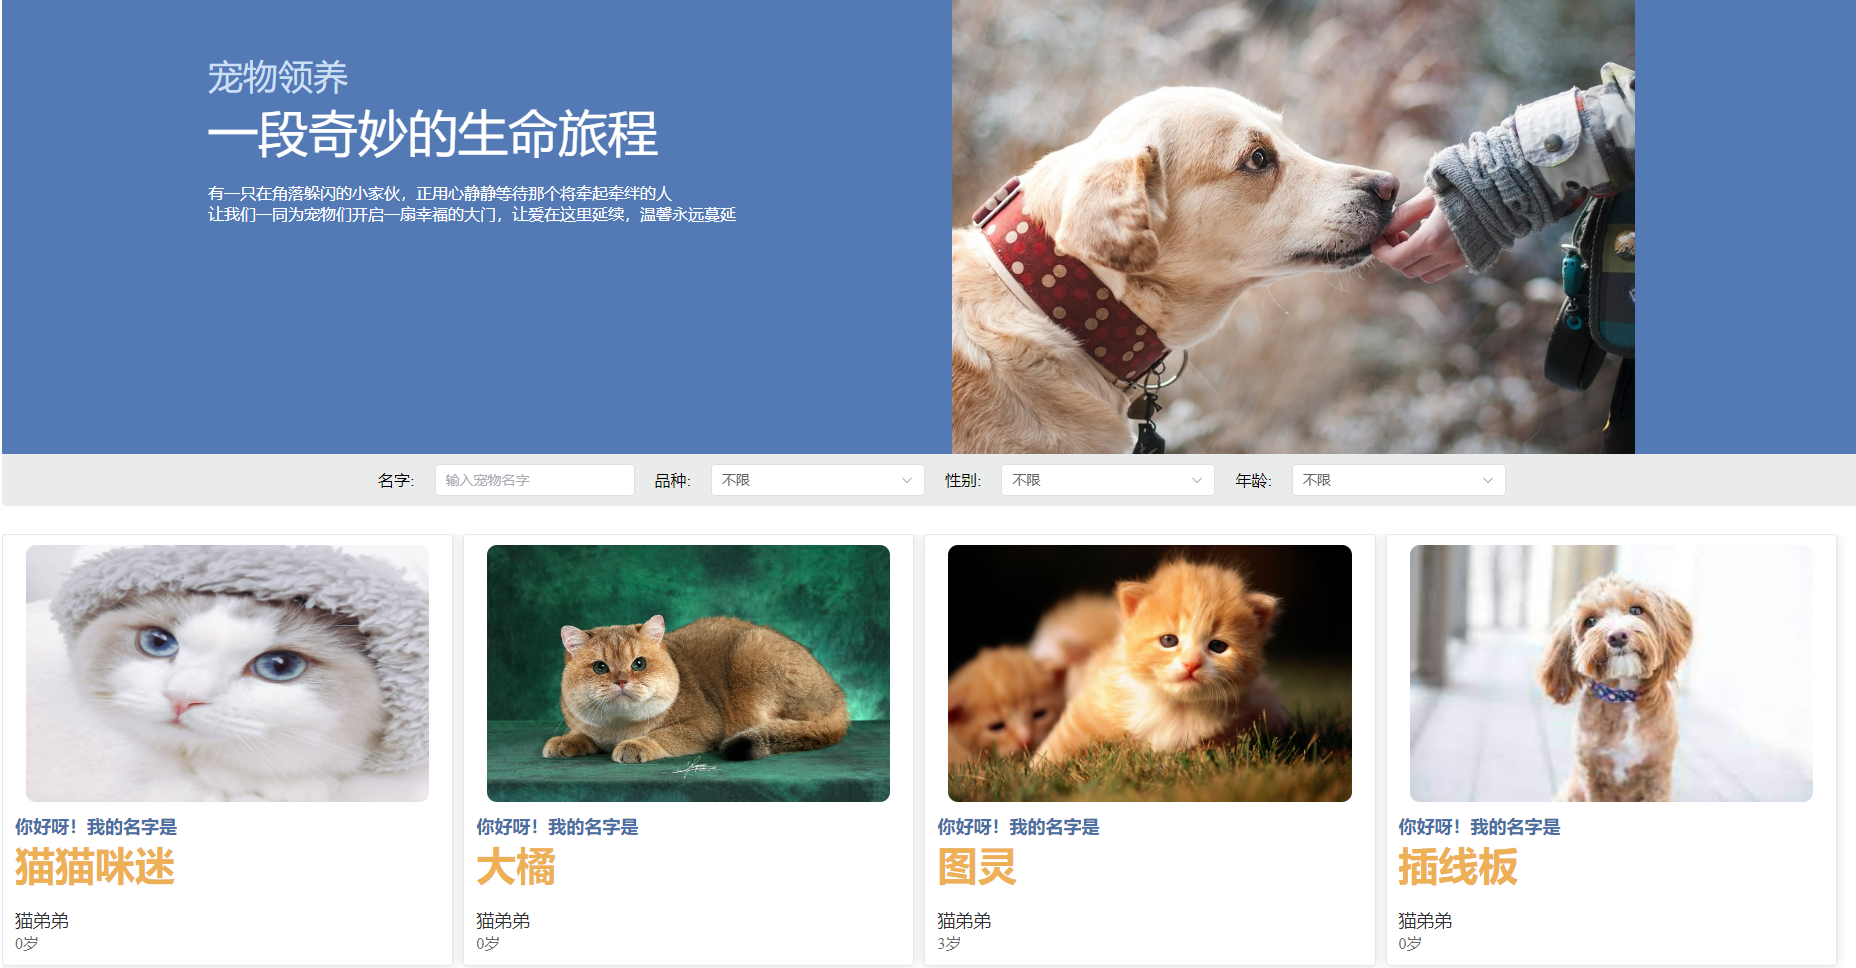 宠物领养
一段奇妙的生命旅程
有一只在角落躲闪的小家伙，正用心静静等待那个将牵起牵绊的人
让我们一同为宠物们开启一扇幸福的大门，让爱在这里延续，温馨永远蔓延
名字: 输入宠物名字 品种: 不限 性别: 不限 年龄: 不限
你好呀！我的名字是
猫猫咪迷
猫弟弟
0岁
你好呀！我的名字是
大橘
猫弟弟
0岁
你好呀！我的名字是
图灵
猫弟弟
3岁
你好呀！我的名字是
插线板
猫弟弟
0岁